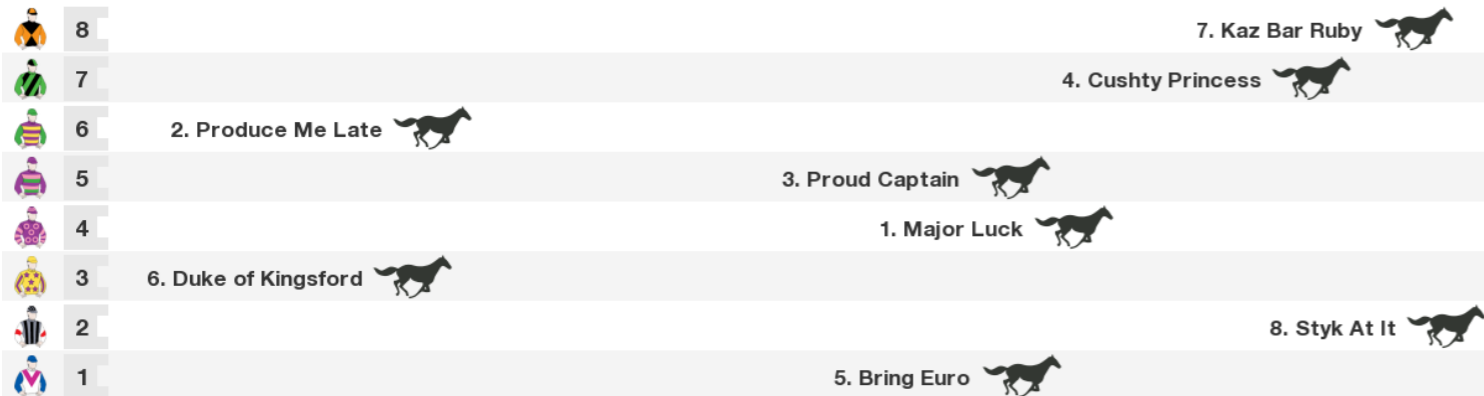 8 7. Kaz Bar Ruby
7 4. Cushty Princess
6 2. Produce Me Late
5 3. Proud Captain
4 1. Major Luck
3 6. Duke of Kingsford
2 8. Styk At It
1 5. Bring Euro